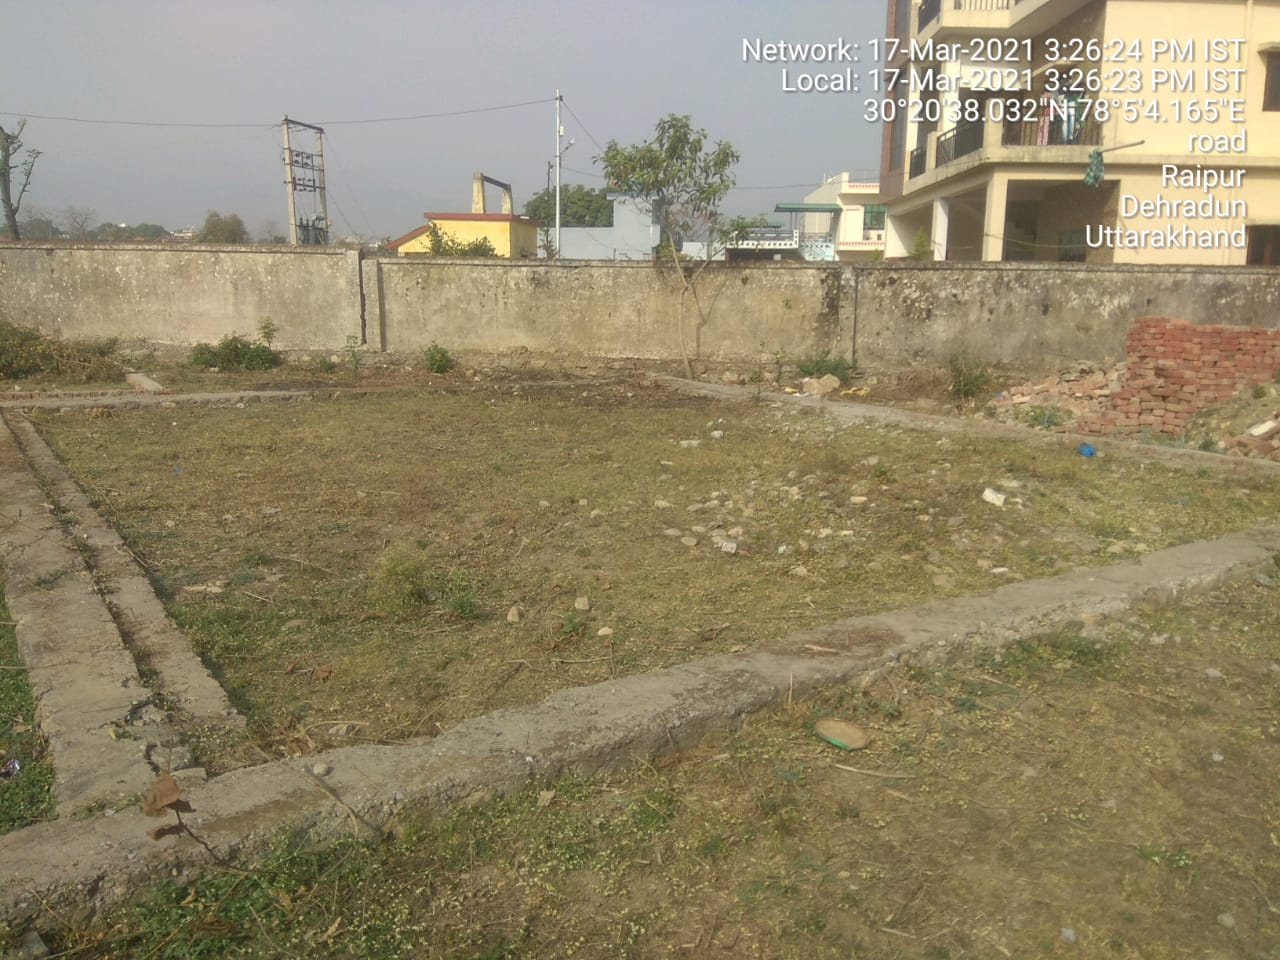 Network: 17-Mar-2021 3:26:24 PM IST
Local: 17-Mar-2021 3:26:23 PM IST
30°20'38.032"N 78°5'4.165"E
road
Raipur
Dehradun
Uttarakhand